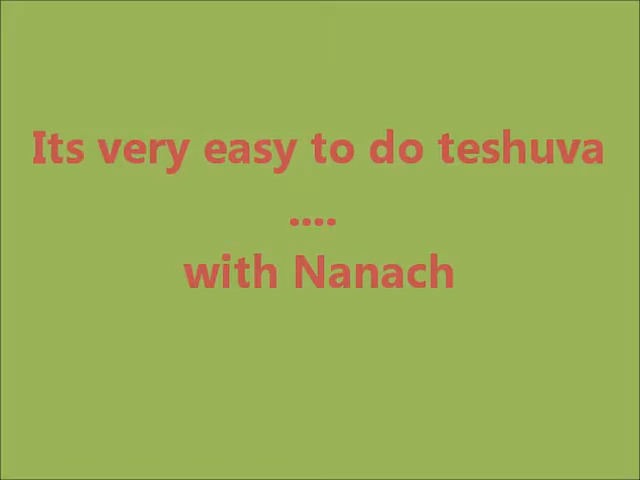 Its very easy to do teshuva
....
with Nanach